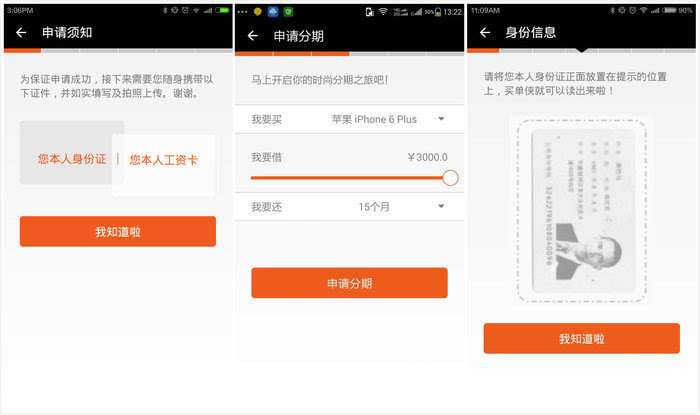 3:06PM
申请须知
为保证申请成功，接下来需要您随身携带以
下证件，并如实填写及拍照上传。谢谢。
您本人身份证
您本人工资卡
我知道啦
50%
13:22
申请分期
马上开启你的时尚分期之旅吧！
我要买 苹果 iPhone 6 Plus
我要借 ￥3000.0
我要还 15个月
申请分期
11:09AM
90%
身份信息
请将您本人身份证正面放置在提示的位置
上，买单侠就可以读出来啦！
我知道啦